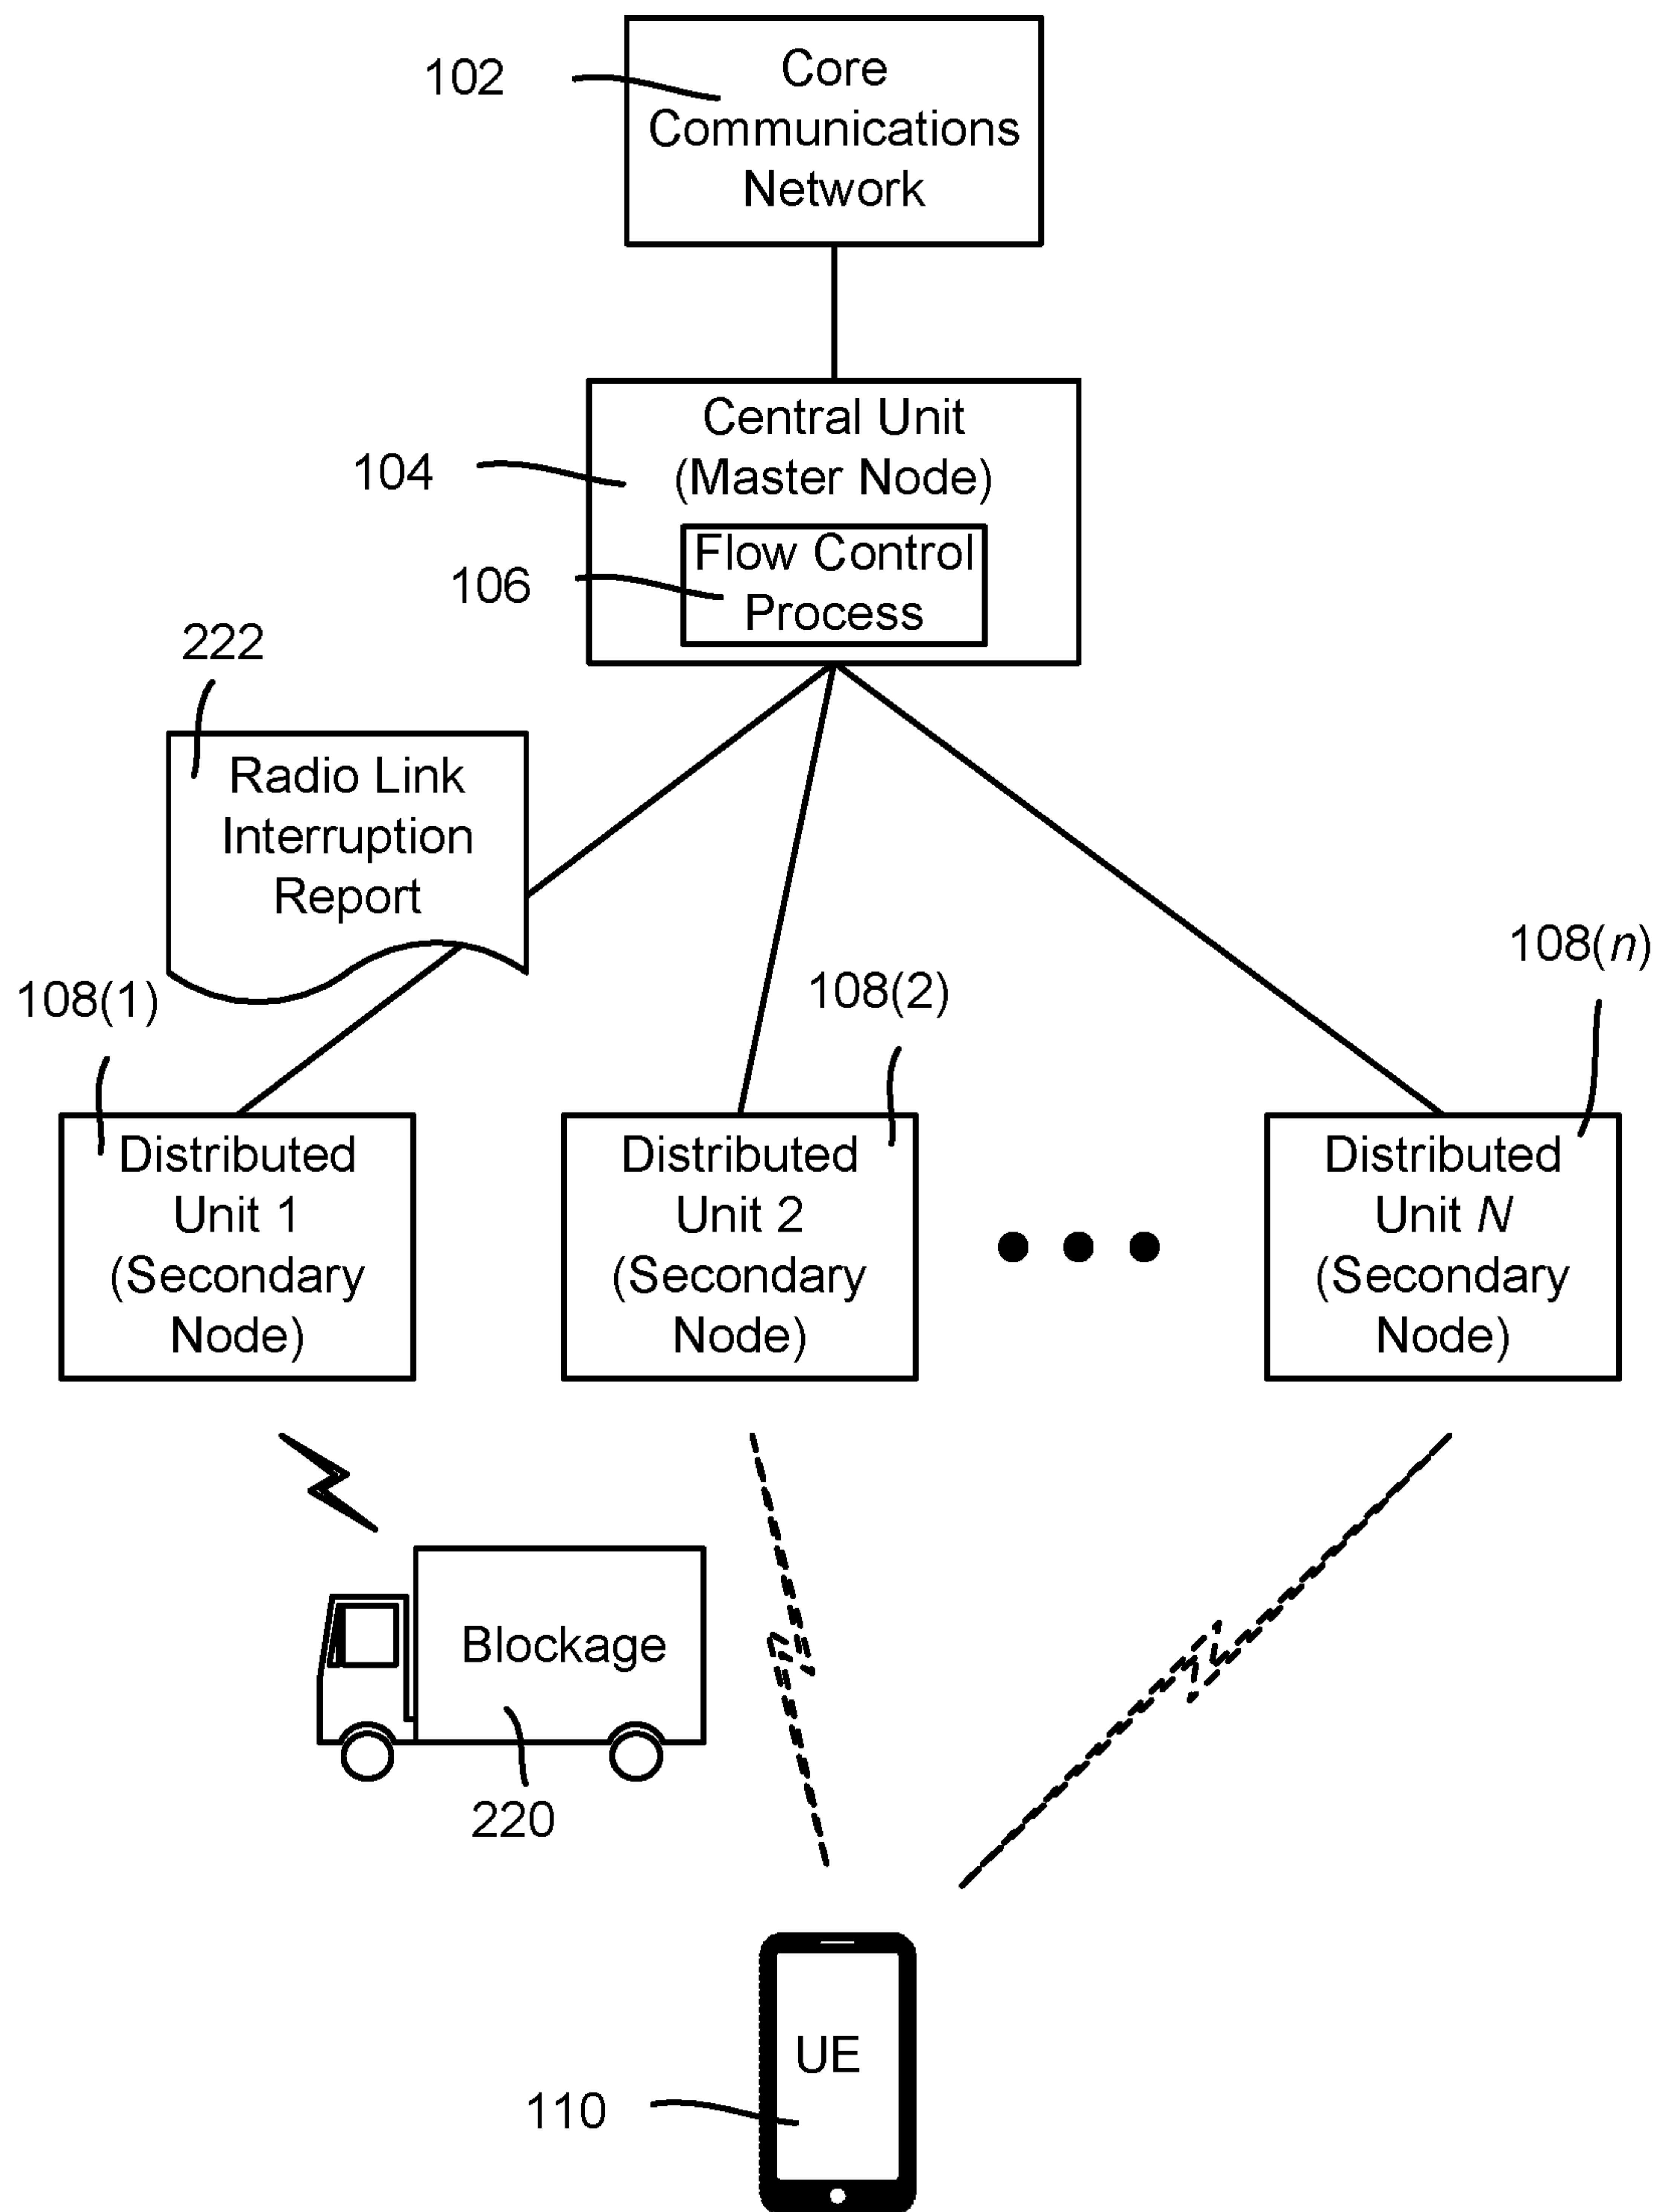 102
Core
Communications
Network
104
Central Unit
(Master Node)
106
Flow Control
Process
222
Radio Link
Interruption
Report
108(1)
108(2)
108(n)
Distributed
Unit 1
(Secondary
Node)
Distributed
Unit 2
(Secondary
Node)
Distributed
Unit N
(Secondary
Node)
Blockage
220
UE
110